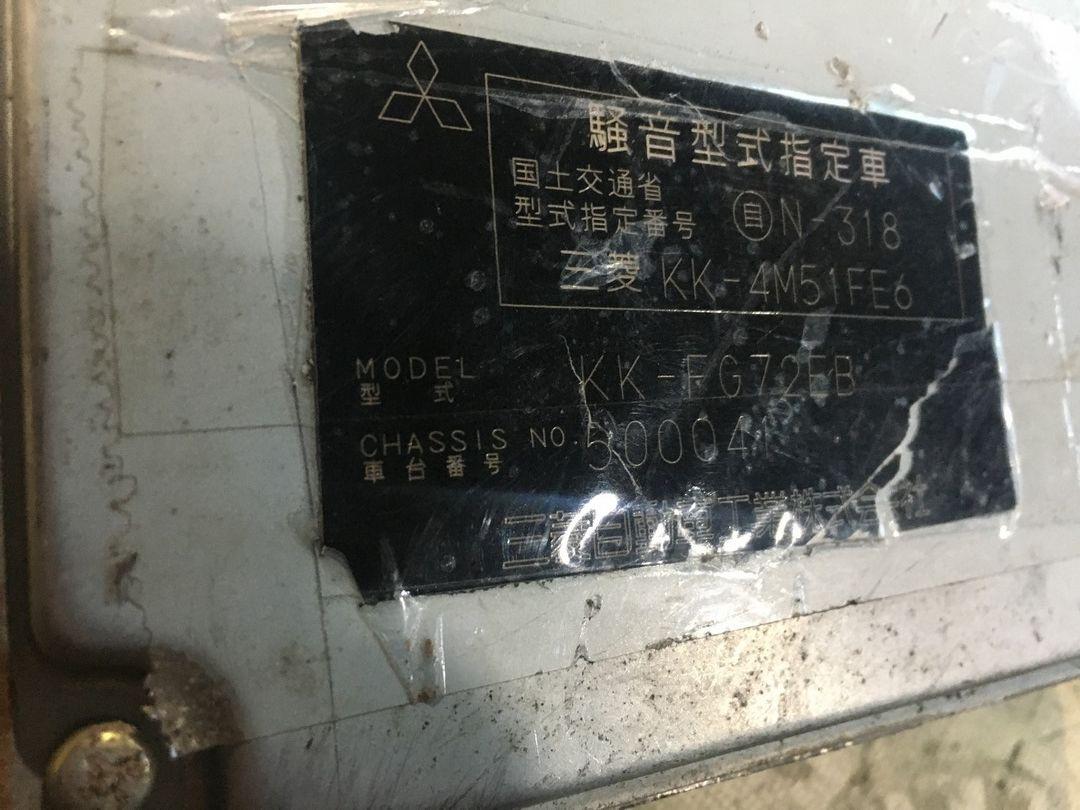 騒音型式指定車
国土交通省
型式指定番号 自 N-318
三菱 KK-4M51FE6
MODEL KK-FG72EB
型式
CHASSIS NO. 500041
車台番号
三菱自動車工業株式会社